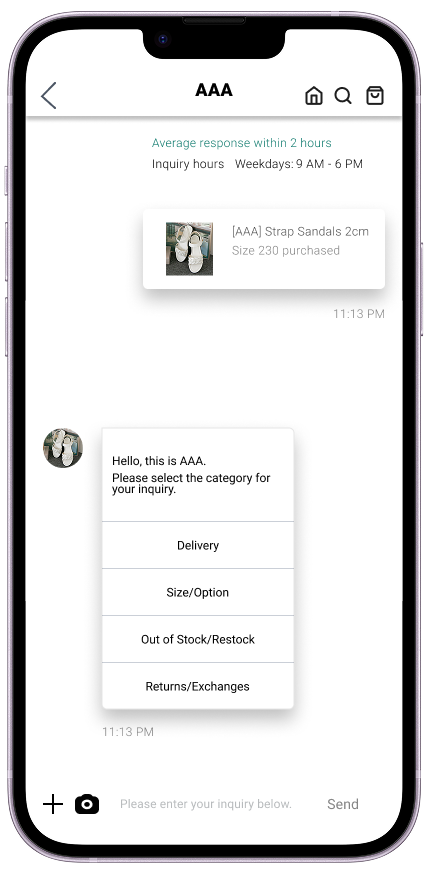 AAA
Average response within 2 hours
Inquiry hours Weekdays: 9 AM - 6 PM
[AAA] Strap Sandals 2cm
Size 230 purchased
11:13 PM
Hello, this is AAA.
Please select the category for
your inquiry.
Delivery
Size/Option
Out of Stock/Restock
Returns/Exchanges
11:13 PM
Please enter your inquiry below. Send